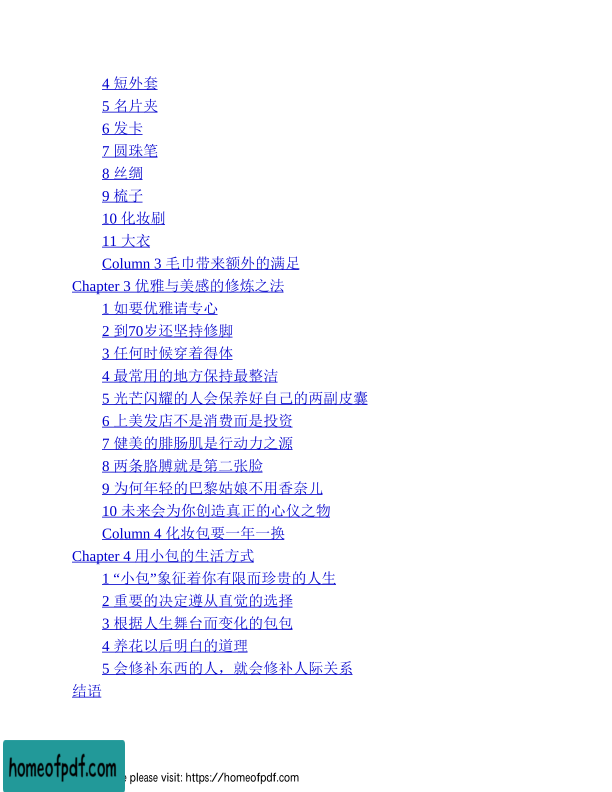 4 短外套
5 名片夹
6 发卡
7 圆珠笔
8 丝绸
9 梳子
10 化妆刷
11 大衣
Column 3 毛巾带来额外的满足
Chapter 3 优雅与美感的修炼之法
1 如要优雅请专心
2 到70岁还坚持修脚
3 任何时候穿着得体
4 最常用的地方保持最整洁
5 光芒闪耀的人会保养好自己的两副皮囊
6 上美发店不是消费而是投资
7 健美的腓肠肌是行动力之源
8 两条胳膊就是第二张脸
9 为何年轻的巴黎姑娘不用香奈儿
10 未来会为你创造真正的心仪之物
Column 4 化妆包要一年一换
Chapter 4 用小包的生活方式
1 “小包”象征着你有限而珍贵的人生
2 重要的决定遵从直觉的选择
3 根据人生舞台而变化的包包
4 养花以后明白的道理
5 会修补东西的人，就会修补人际关系
结语
homeofpdf.com
please visit: https://homeofpdf.com